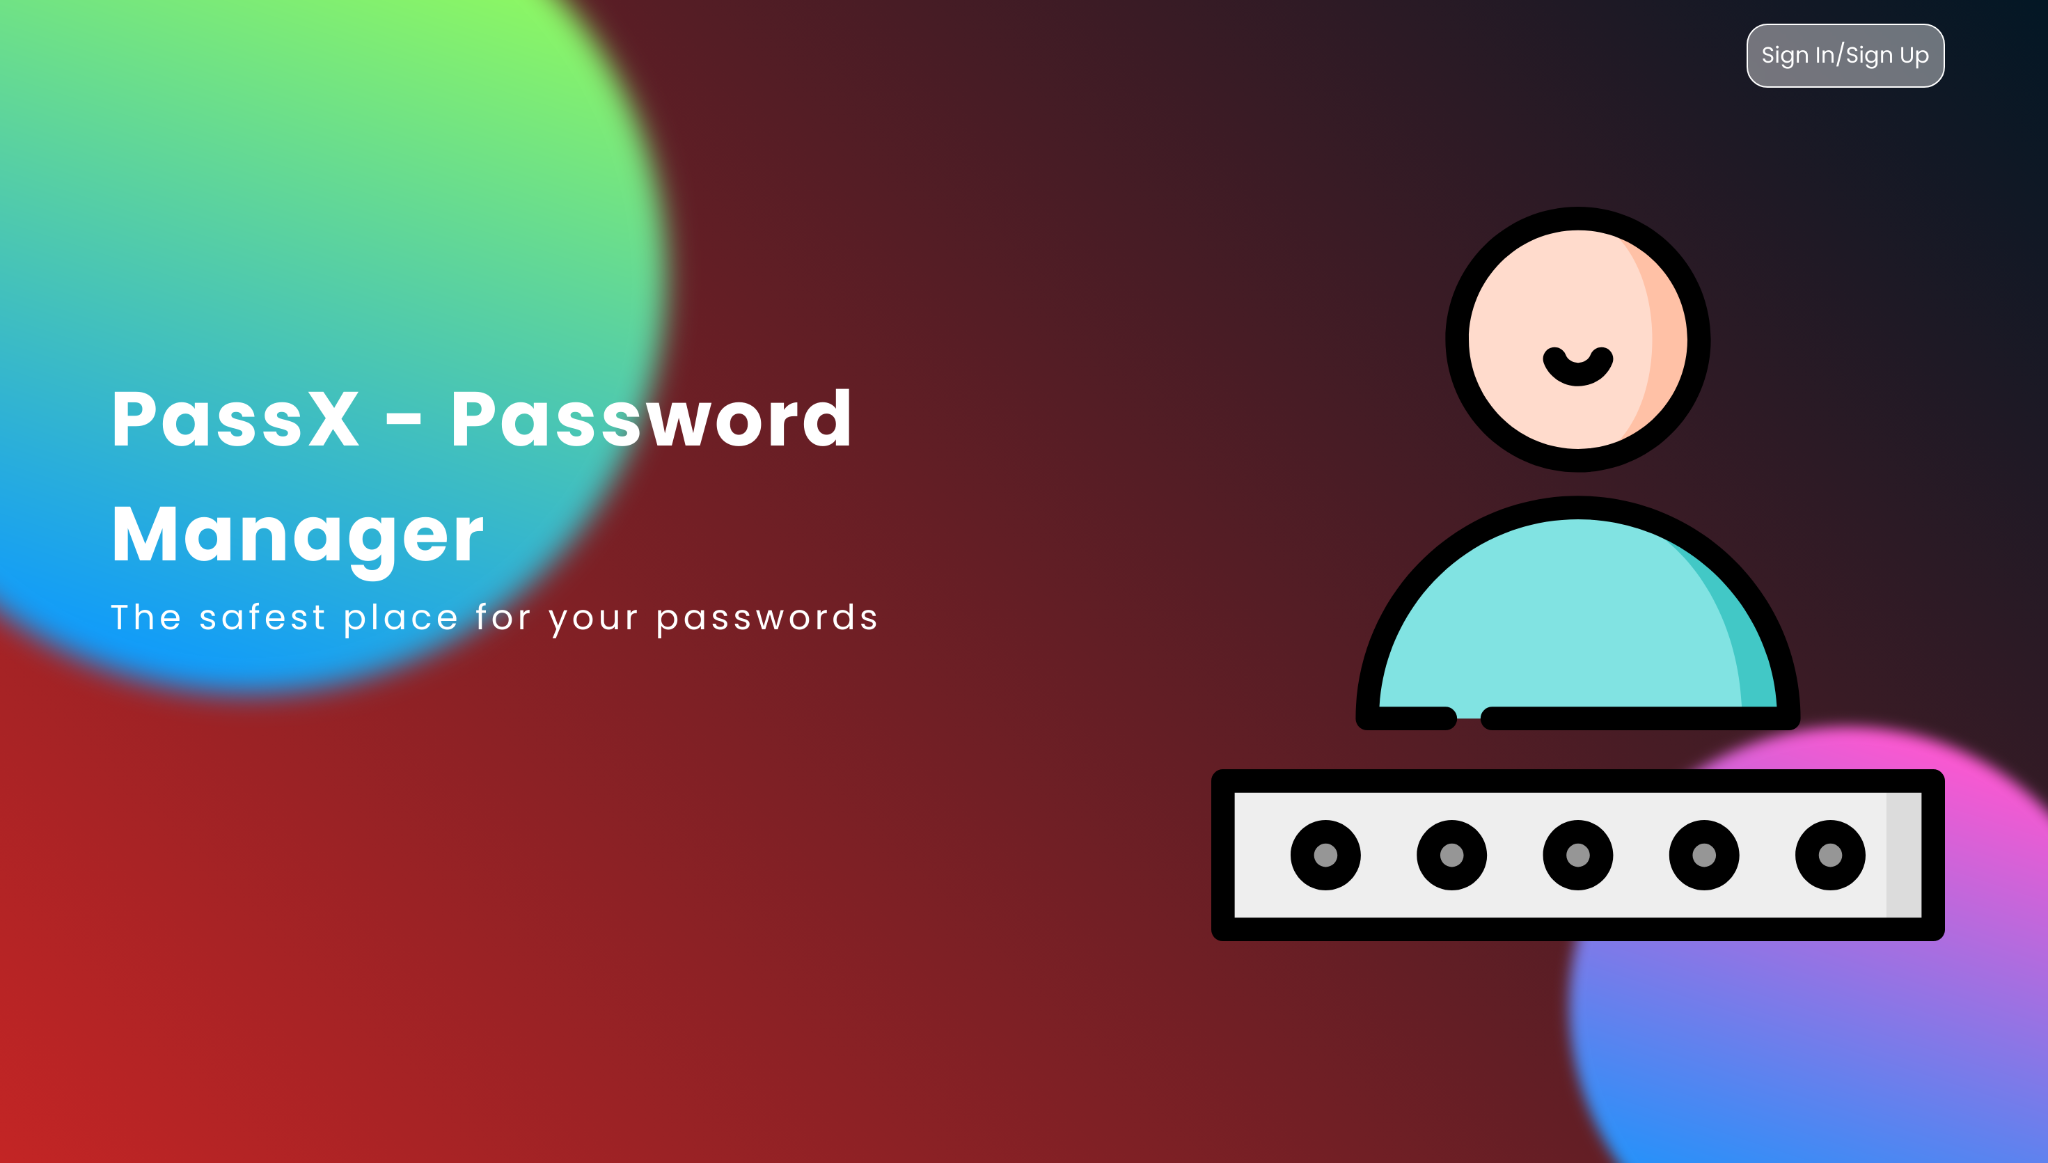 Sign In/Sign Up
PassX - Password
Manager
The safest place for your passwords